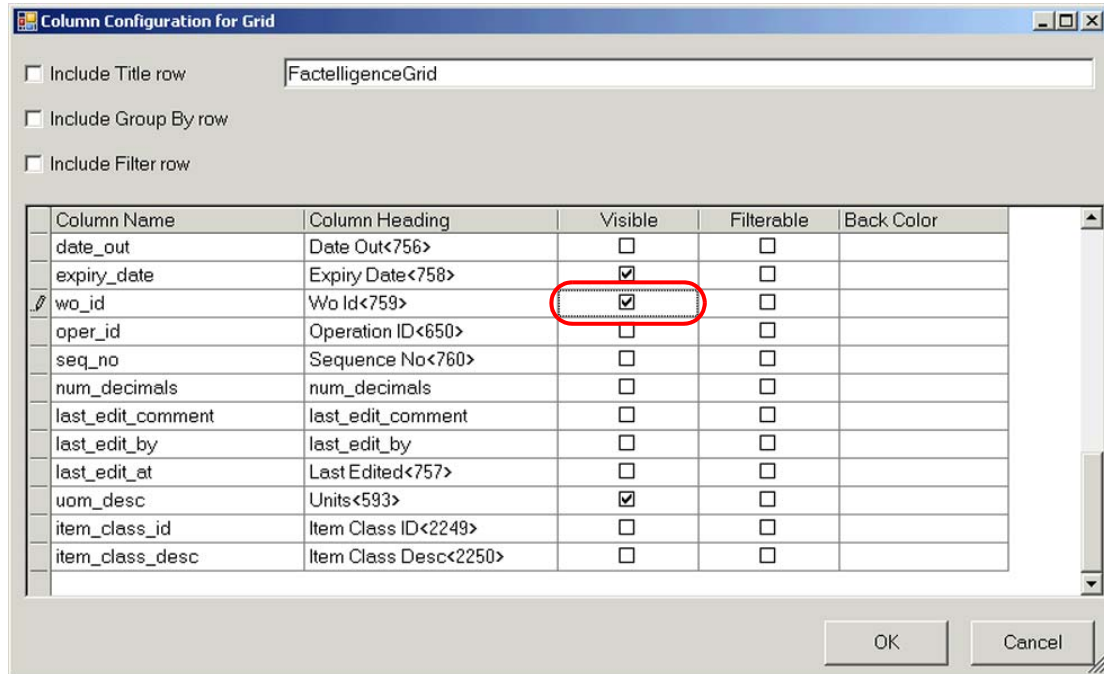 Column Configuration for Grid
Include Title row FactelligenceGrid
Include Group By row
Include Filter row
Column Name Column Heading Visible Filterable Back Color
date_out Date Out<756>
expiry_date Expiry Date<758>
wo_id Wo Id<759>
oper_id Operation ID<650>
seq_no Sequence No<760>
num_decimals num_decimals
last_edit_comment last_edit_comment
last_edit_by last_edit_by
last_edit_at Last Edited<757>
uom_desc Units<593>
item_class_id Item Class ID<2249>
item_class_desc Item Class Desc<2250>
OK Cancel